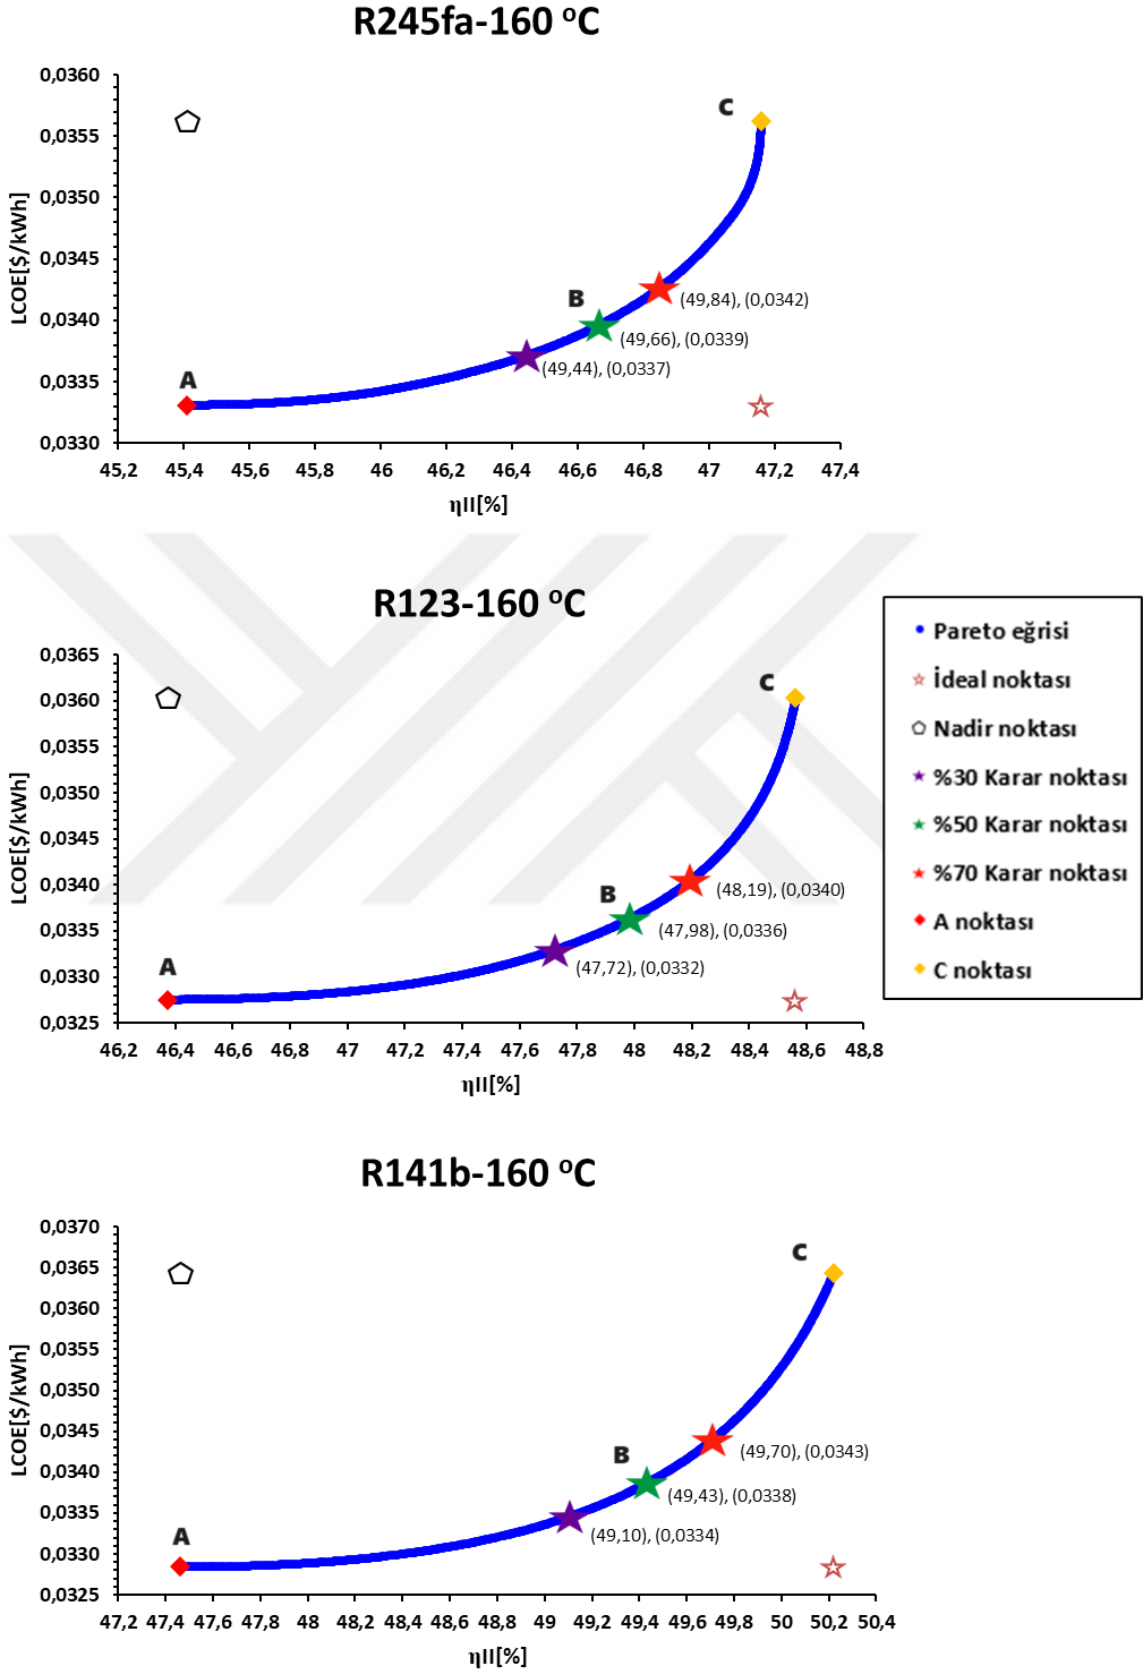 R245fa-160 ºC
0,0360
0,0355
0,0350
0,0345
0,0340
0,0335
0,0330
LCOE[$/kWh]
A
B
C
(49,84), (0,0342)
(49,66), (0,0339)
(49,44), (0,0337)
45,2 45,4 45,6 45,8 46 46,2 46,4 46,6 46,8 47 47,2 47,4
ηII[%]
R123-160 ºC
0,0365
0,0360
0,0355
0,0350
0,0345
0,0340
0,0335
0,0330
0,0325
LCOE[$/kWh]
A
B
C
(48,19), (0,0340)
(47,98), (0,0336)
(47,72), (0,0332)
46,2 46,4 46,6 46,8 47 47,2 47,4 47,6 47,8 48 48,2 48,4 48,6 48,8
ηII[%]
Pareto eğrisi
İdeal noktası
Nadir noktası
%30 Karar noktası
%50 Karar noktası
%70 Karar noktası
A noktası
C noktası
R141b-160 ºC
0,0370
0,0365
0,0360
0,0355
0,0350
0,0345
0,0340
0,0335
0,0330
0,0325
LCOE[$/kWh]
A
B
C
(49,70), (0,0343)
(49,43), (0,0338)
(49,10), (0,0334)
47,2 47,4 47,6 47,8 48 48,2 48,4 48,6 48,8 49 49,2 49,4 49,6 49,8 50 50,2 50,4
ηII[%]